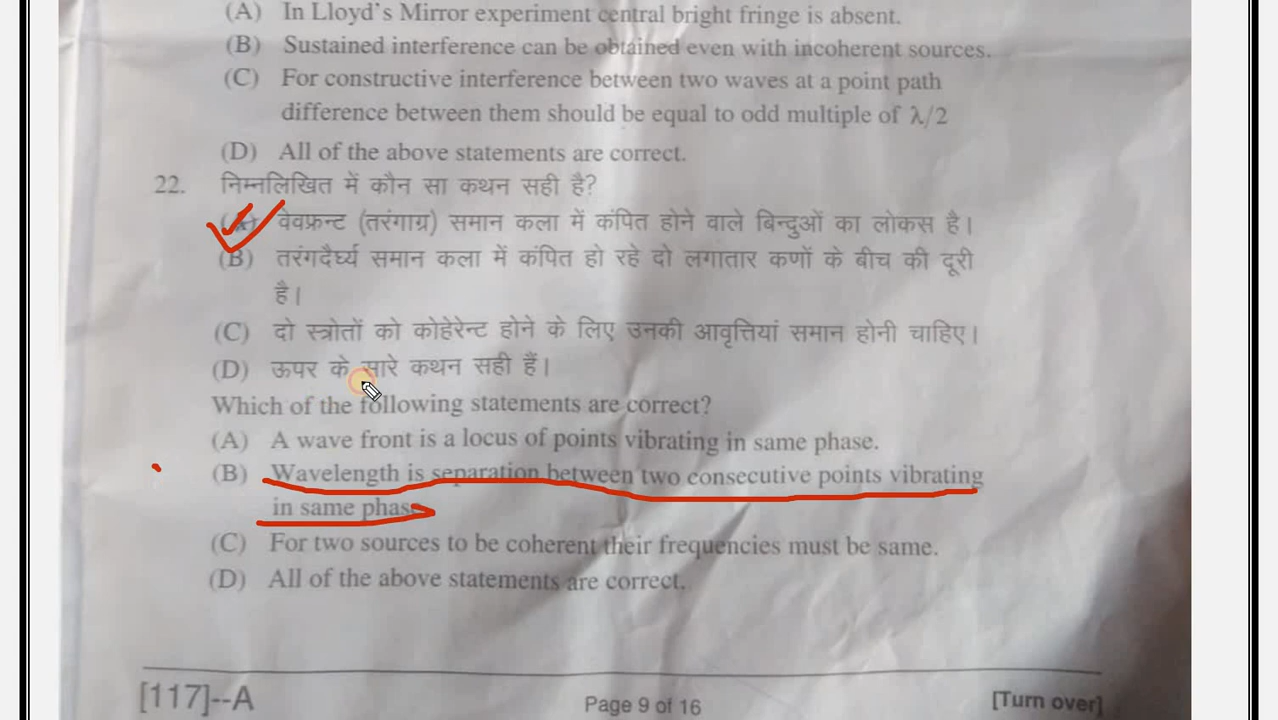 (A) In Lloyd's Mirror experiment central bright fringe is absent.
(B) Sustained interference can be obtained even with incoherent sources.
(C) For constructive interference between two waves at a point path
difference between them should be equal to odd multiple of λ/2
(D) All of the above statements are correct.
22. निम्नलिखित में कौन सा कथन सही है?
(A) वेवफ्रन्ट (तरंगाग्र) समान कला में कंपित होने वाले बिन्दुओं का लोकस है।
(B) तरंगदैर्घ्य समान कला में कंपित हो रहे दो लगातार कणों के बीच की दूरी
है।
(C) दो स्त्रोतों को कोहेरेन्ट होने के लिए उनकी आवृत्तियां समान होनी चाहिए।
(D) ऊपर के सारे कथन सही हैं।
Which of the following statements are correct?
(A) A wave front is a locus of points vibrating in same phase.
(B) Wavelength is separation between two consecutive points vibrating
in same phase.
(C) For two sources to be coherent their frequencies must be same.
(D) All of the above statements are correct.
[117]--A Page 9 of 16 [Turn over]